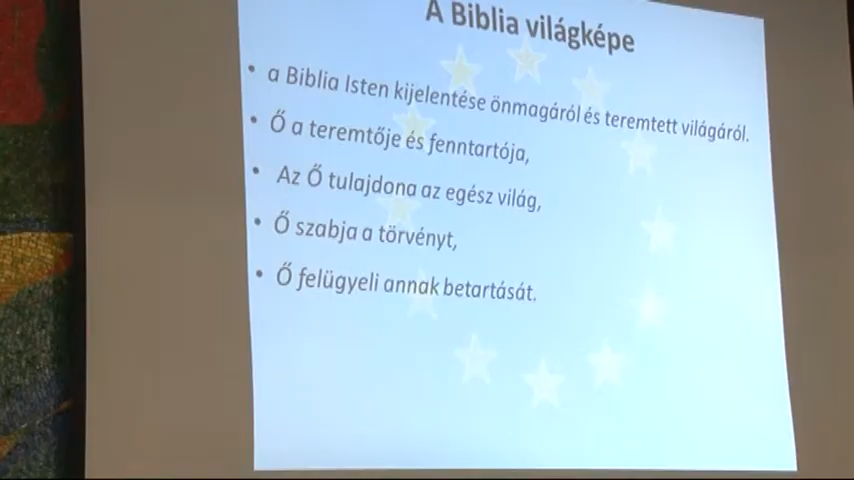 A Biblia világképe
• a Biblia Isten kijelentése önmagáról és teremtett világáról.
• Ő a teremtője és fenntartója,
• Az Ő tulajdona az egész világ,
• Ő szabja a törvényt,
• Ő felügyeli annak betartását.